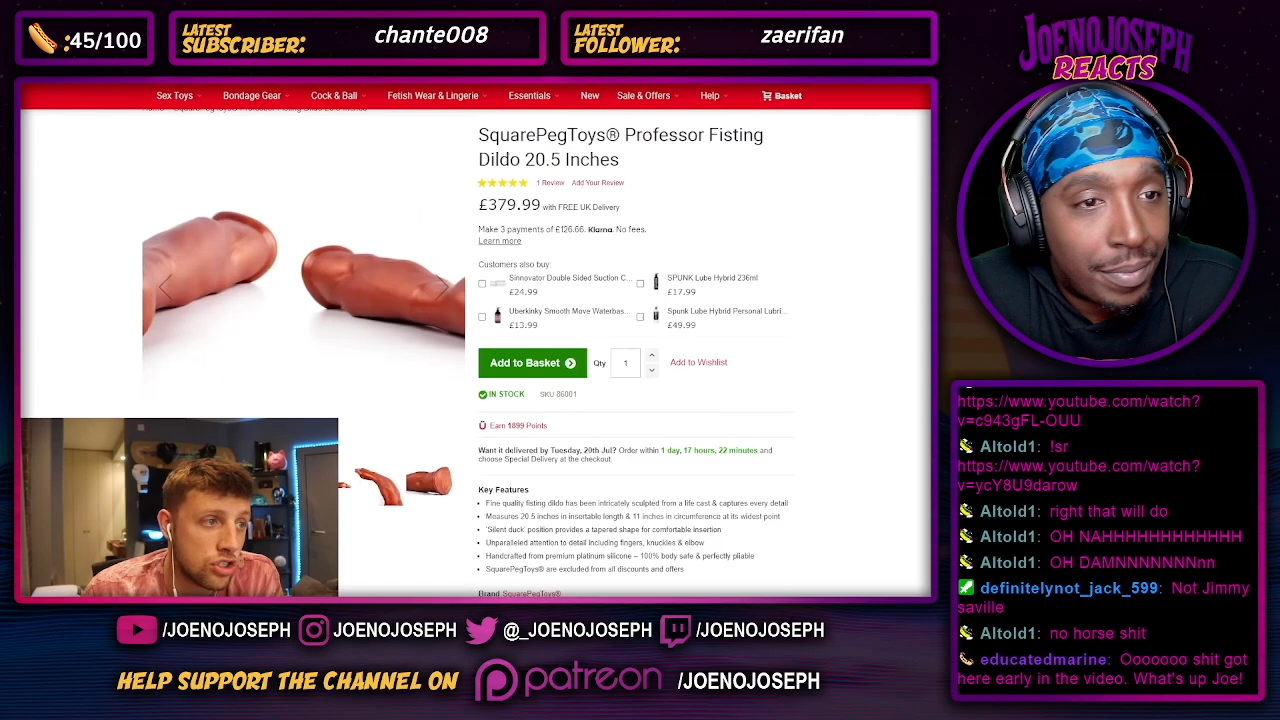 :45/100
LATEST SUBSCRIBER:
chante008
LATEST FOLLOWER:
zaerifan
JOENOJOSEPH
REACTS
Sex Toys
Bondage Gear
Cock & Ball
Fetish Wear & Lingerie
Essentials
New
Sale & Offers
Help
Basket
SquarePegToys® Professor Fisting
Dildo 20.5 Inches
1 Review
Add Your Review
£379.99 with FREE UK Delivery
Make 3 payments of £126.66. Klarna. No fees.
Learn more
Customers also buy:
Sinnovator Double Sided Suction C...
£24.99
SPUNK Lube Hybrid 236ml
£17.99
Uberkinky Smooth Move Waterbas...
£13.99
Spunk Lube Hybrid Personal Lubri...
£49.99
Add to Basket
Qty
1
Add to Wishlist
IN STOCK
SKU 86001
Earn 1899 Points
Want it delivered by Tuesday, 20th Jul? Order within 1 day, 17 hours, 22 minutes and
choose Special Delivery at the checkout.
Key Features
Fine quality fisting dildo has been intricately sculpted from a life cast & captures every detail
Measures 20.5 inches in insertable length & 11 inches in circumference at its widest point
'Silent duck' position provides a tapered shape for comfortable insertion
Unparalleled attention to detail including fingers, knuckles & elbow
Handcrafted from premium platinum silicone – 100% body safe & perfectly pliable
SquarePegToys® are excluded from all discounts and offers
Brand SquarePegToys®
https://www.youtube.com/watch?
v=c943gFL-OUU
Altold1: !sr
https://www.youtube.com/watch?
v=ycY8U9darow
Altold1: right that will do
Altold1: OH NAHHHHHHHHHHHH
Altold1: OH DAMNNNNNNNnn
definitelynot_jack_599: Not Jimmy
saville
Altold1: no horse shit
educatedmarine: Ooooooo shit got
here early in the video. What's up Joe!
/JOENOJOSEPH
JOENOJOSEPH
@_JOENOJOSEPH
/JOENOJOSEPH
HELP SUPPORT THE CHANNEL ON
patreon
/JOENOJOSEPH